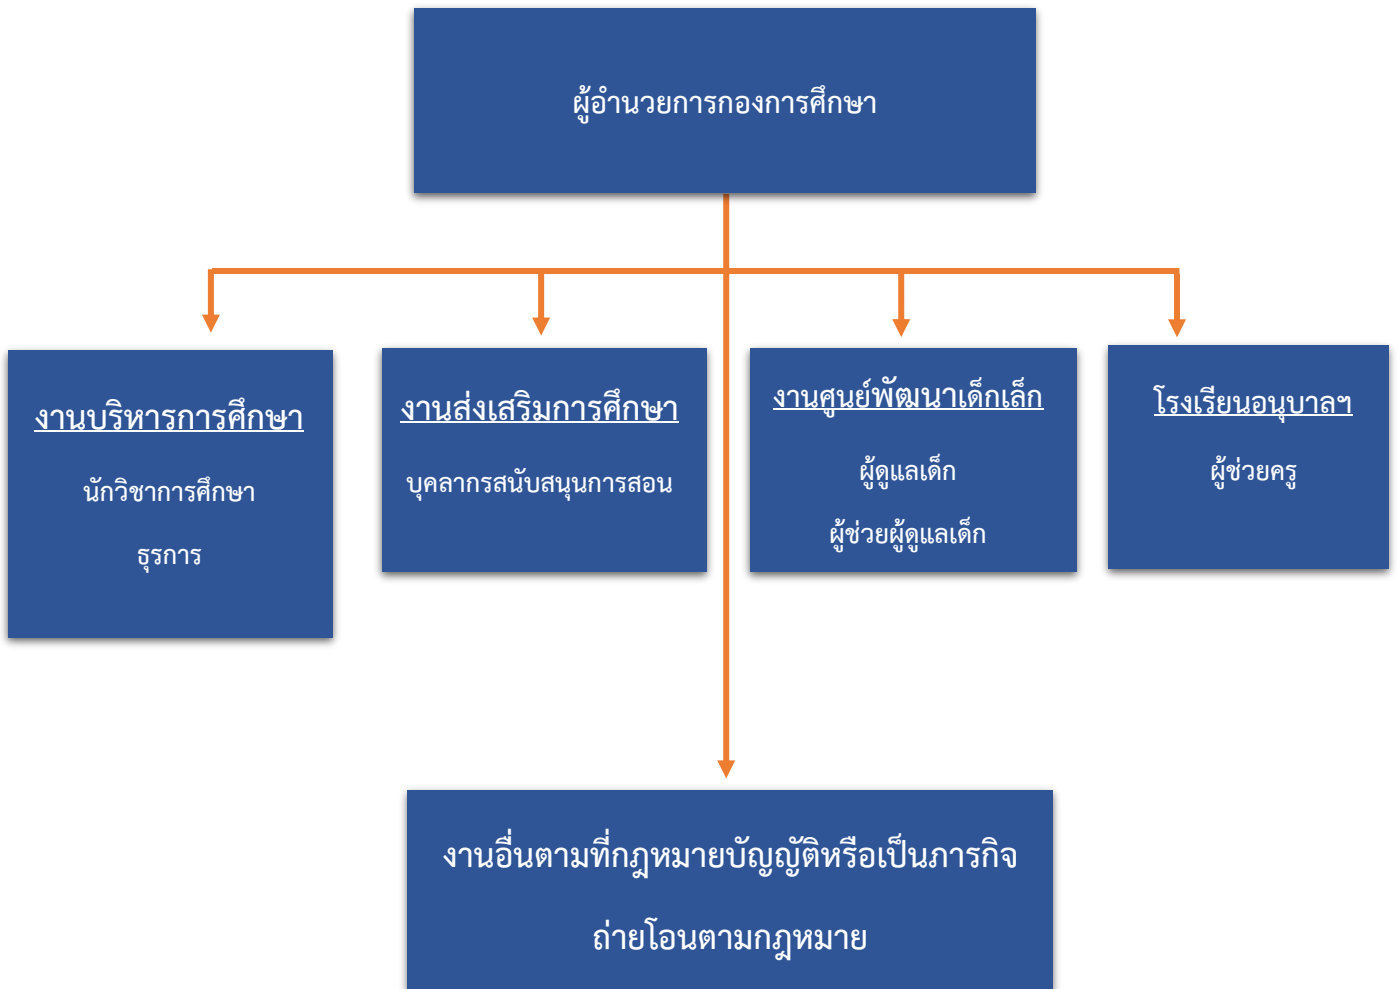 ผู้อำนวยการกองการศึกษา
งานบริหารการศึกษา
นักวิชาการศึกษา
ธุรการ
งานส่งเสริมการศึกษา
บุคลากรสนับสนุนการสอน
งานศูนย์พัฒนาเด็กเล็ก
ผู้ดูแลเด็ก
ผู้ช่วยผู้ดูแลเด็ก
โรงเรียนอนุบาลฯ
ผู้ช่วยครู
งานอื่นตามที่กฎหมายบัญญัติหรือเป็นภารกิจ
ถ่ายโอนตามกฎหมาย